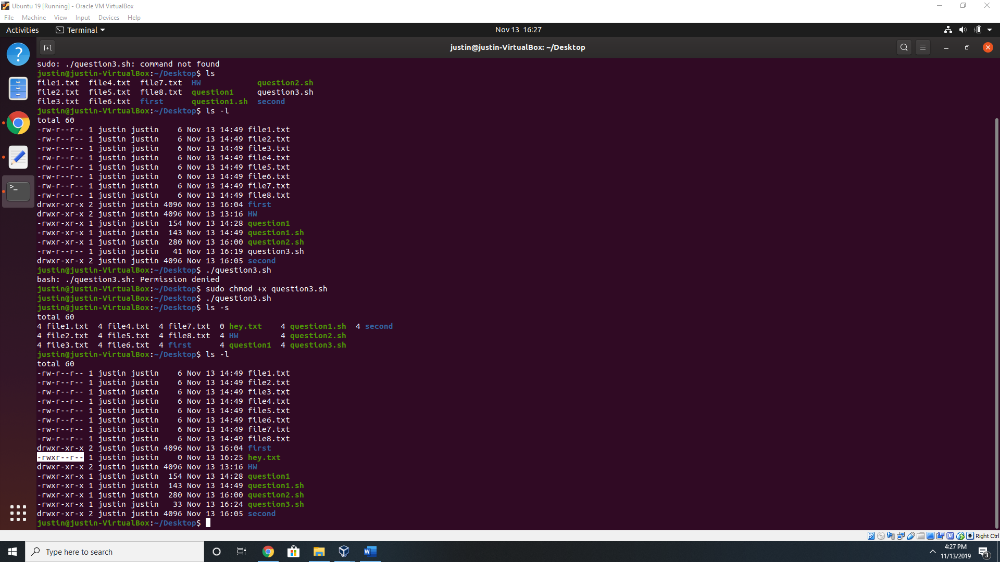 Ubuntu 19 [Running] - Oracle VM VirtualBox
File Machine View Input Devices Help
Activities Terminal Nov 13 16:27
justin@justin-VirtualBox: ~/Desktop
sudo: ./question3.sh: command not found
justin@justin-VirtualBox:~/Desktop$ ls
file1.txt file4.txt file7.txt HW question2.sh
file2.txt file5.txt file8.txt question1 question3.sh
file3.txt file6.txt first question1.sh second
justin@justin-VirtualBox:~/Desktop$ ls -l
total 60
-rw-r--r-- 1 justin justin 6 Nov 13 14:49 file1.txt
-rw-r--r-- 1 justin justin 6 Nov 13 14:49 file2.txt
-rw-r--r-- 1 justin justin 6 Nov 13 14:49 file3.txt
-rw-r--r-- 1 justin justin 6 Nov 13 14:49 file4.txt
-rw-r--r-- 1 justin justin 6 Nov 13 14:49 file5.txt
-rw-r--r-- 1 justin justin 6 Nov 13 14:49 file6.txt
-rw-r--r-- 1 justin justin 6 Nov 13 14:49 file7.txt
-rw-r--r-- 1 justin justin 6 Nov 13 14:49 file8.txt
drwxr-xr-x 2 justin justin 4096 Nov 13 16:04 first
drwxr-xr-x 2 justin justin 4096 Nov 13 13:16 HW
-rwxr-xr-x 1 justin justin 154 Nov 13 14:28 question1
-rwxr-xr-x 1 justin justin 143 Nov 13 14:49 question1.sh
-rwxr-xr-x 1 justin justin 280 Nov 13 16:00 question2.sh
-rw-r--r-- 1 justin justin 41 Nov 13 16:19 question3.sh
drwxr-xr-x 2 justin justin 4096 Nov 13 16:05 second
justin@justin-VirtualBox:~/Desktop$ ./question3.sh
bash: ./question3.sh: Permission denied
justin@justin-VirtualBox:~/Desktop$ sudo chmod +x question3.sh
justin@justin-VirtualBox:~/Desktop$ ./question3.sh
justin@justin-VirtualBox:~/Desktop$ ls -s
total 60
4 file1.txt 4 file4.txt 4 file7.txt 0 hey.txt 4 question1.sh 4 second
4 file2.txt 4 file5.txt 4 file8.txt 4 HW 4 question2.sh
4 file3.txt 4 file6.txt 4 first 4 question1 4 question3.sh
justin@justin-VirtualBox:~/Desktop$ ls -l
total 60
-rw-r--r-- 1 justin justin 6 Nov 13 14:49 file1.txt
-rw-r--r-- 1 justin justin 6 Nov 13 14:49 file2.txt
-rw-r--r-- 1 justin justin 6 Nov 13 14:49 file3.txt
-rw-r--r-- 1 justin justin 6 Nov 13 14:49 file4.txt
-rw-r--r-- 1 justin justin 6 Nov 13 14:49 file5.txt
-rw-r--r-- 1 justin justin 6 Nov 13 14:49 file6.txt
-rw-r--r-- 1 justin justin 6 Nov 13 14:49 file7.txt
-rw-r--r-- 1 justin justin 6 Nov 13 14:49 file8.txt
drwxr-xr-x 2 justin justin 4096 Nov 13 16:04 first
-rwxr--r-- 1 justin justin 0 Nov 13 16:25 hey.txt
drwxr-xr-x 2 justin justin 4096 Nov 13 13:16 HW
-rwxr-xr-x 1 justin justin 154 Nov 13 14:28 question1
-rwxr-xr-x 1 justin justin 143 Nov 13 14:49 question1.sh
-rwxr-xr-x 1 justin justin 280 Nov 13 16:00 question2.sh
-rwxr-xr-x 1 justin justin 33 Nov 13 16:24 question3.sh
drwxr-xr-x 2 justin justin 4096 Nov 13 16:05 second
justin@justin-VirtualBox:~/Desktop$
Right Ctrl
Type here to search
4:27 PM
11/13/2019
3